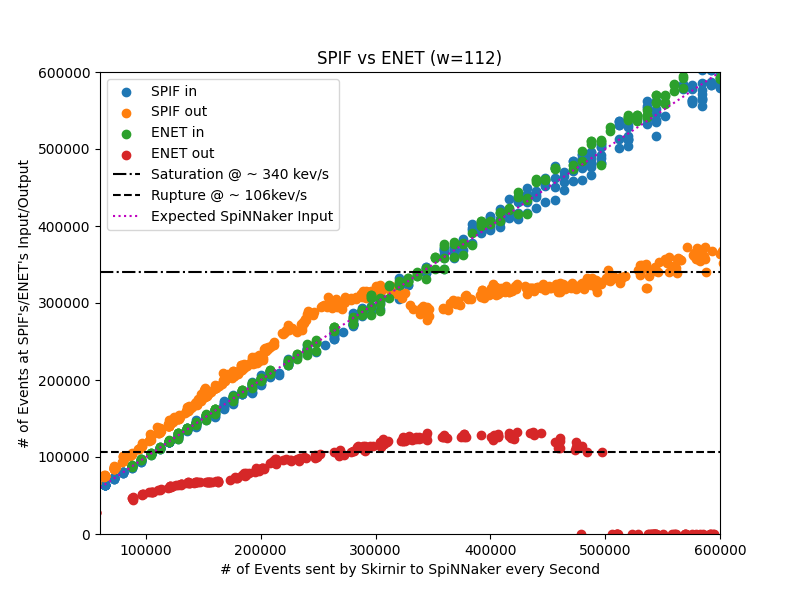 SPIF vs ENET (w=112)
600000
500000
400000
300000
200000
100000
0
# of Events at SPIF's/ENET's Input/Output
SPIF in
SPIF out
ENET in
ENET out
Saturation @ ~ 340 kev/s
Rupture @ ~ 106kev/s
Expected SpiNNaker Input
100000 200000 300000 400000 500000 600000
# of Events sent by Skirnir to SpiNNaker every Second